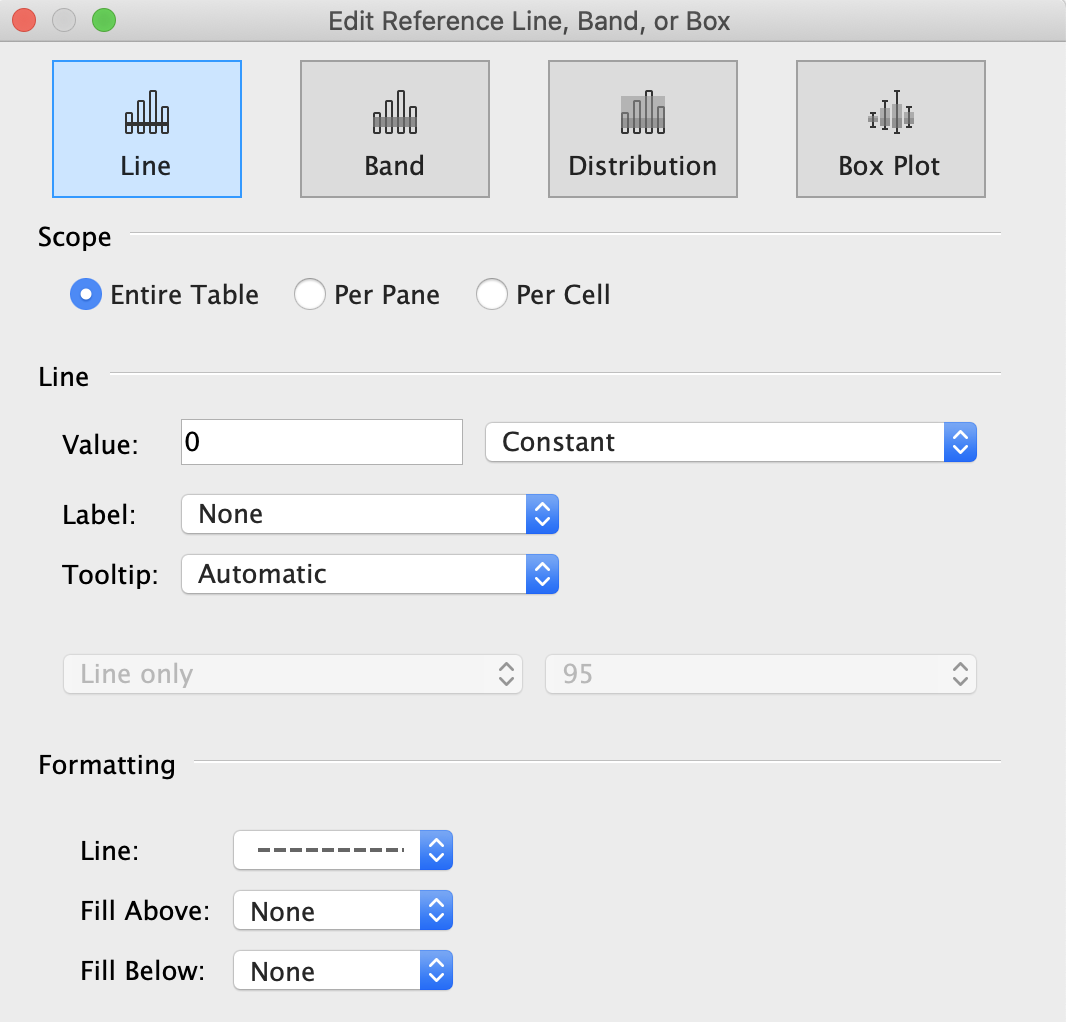 Edit Reference Line, Band, or Box
Line
Band
Distribution
Box Plot
Scope
Entire Table
Per Pane
Per Cell
Line
Value:
0
Constant
Label:
None
Tooltip:
Automatic
Line only
95
Formatting
Line:
Fill Above:
None
Fill Below:
None